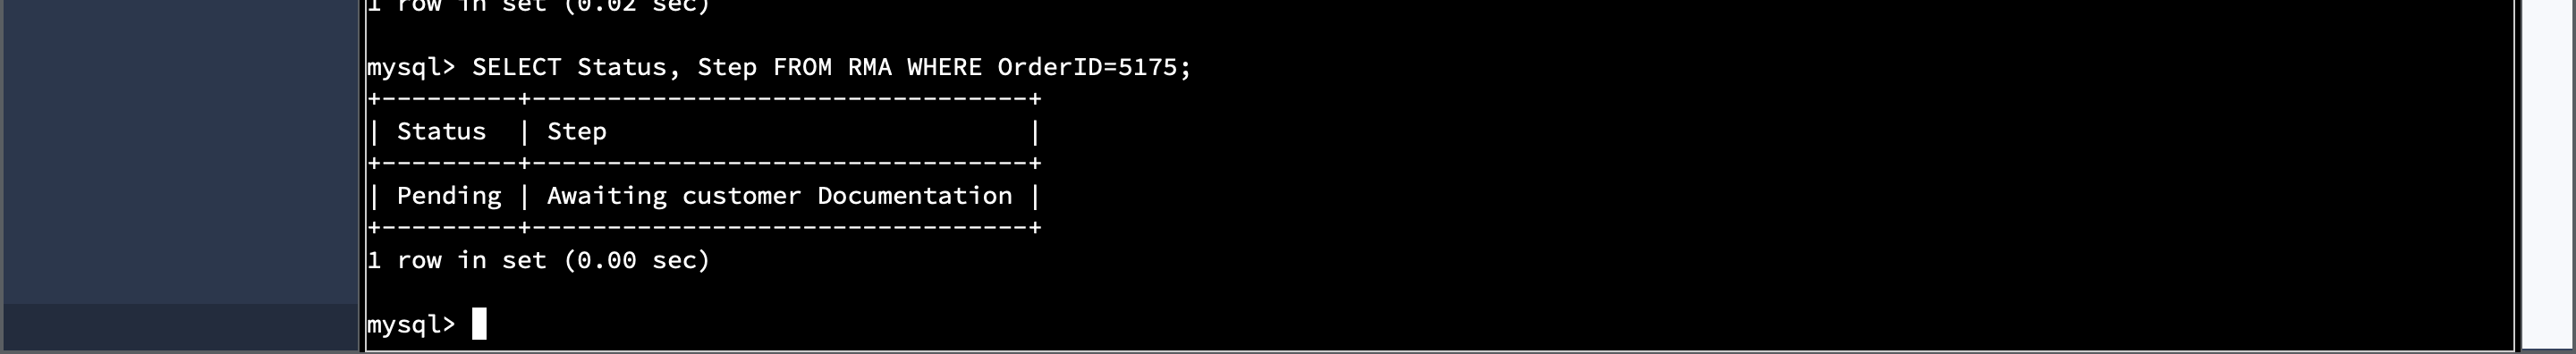 1 row in set (0.02 sec)
mysql> SELECT Status, Step FROM RMA WHERE OrderID=5175;
+---------+---------------------------------+
| Status  | Step                            |
+---------+---------------------------------+
| Pending | Awaiting customer Documentation |
+---------+---------------------------------+
1 row in set (0.00 sec)
mysql>